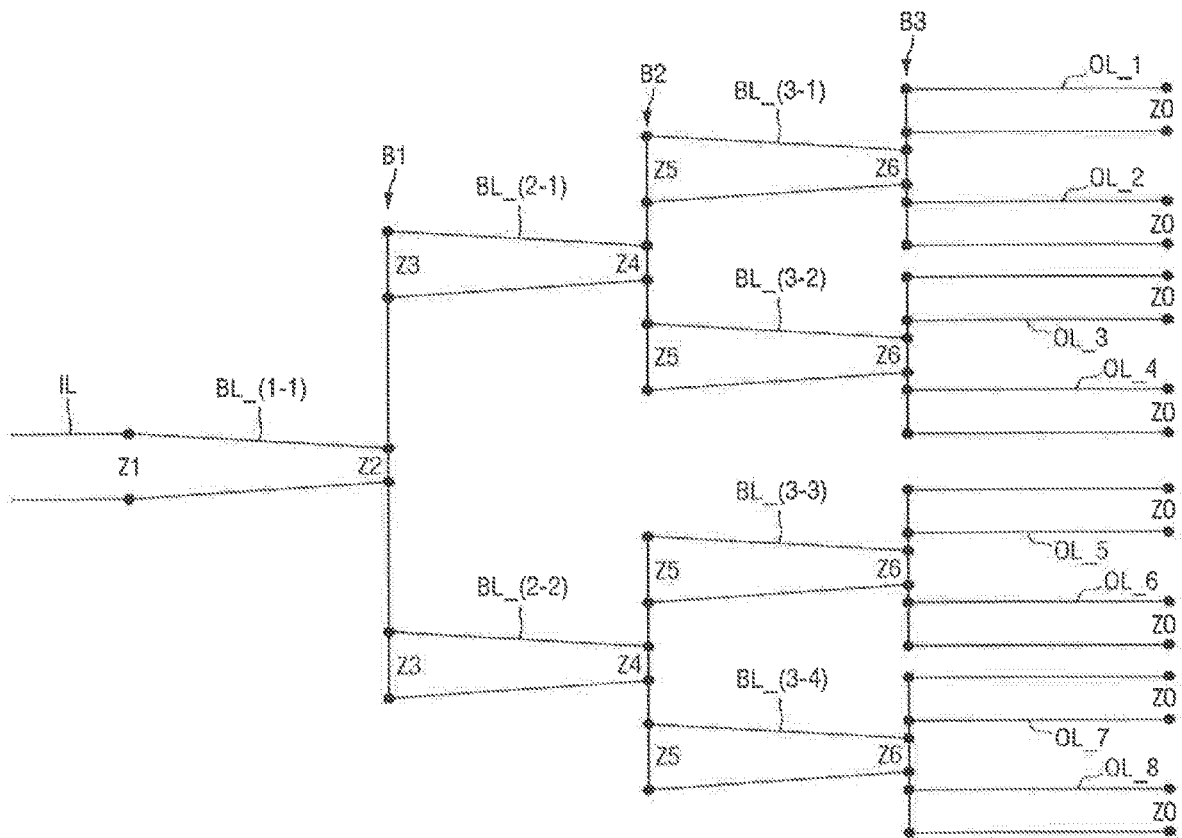 B3
OL_1
B2
BL_(3-1)
Z0
B1
Z5
Z6
OL_2
BL_(2-1)
Z0
Z3
Z4
BL_(3-2)
Z0
Z5
Z6
OL_3
OL_4
IL
BL_(1-1)
Z0
Z1
Z2
BL_(3-3)
Z0
Z5
Z6
OL_5
BL_(2-2)
OL_6
Z0
Z3
Z4
BL_(3-4)
Z0
Z5
Z6
OL_7
OL_8
Z0